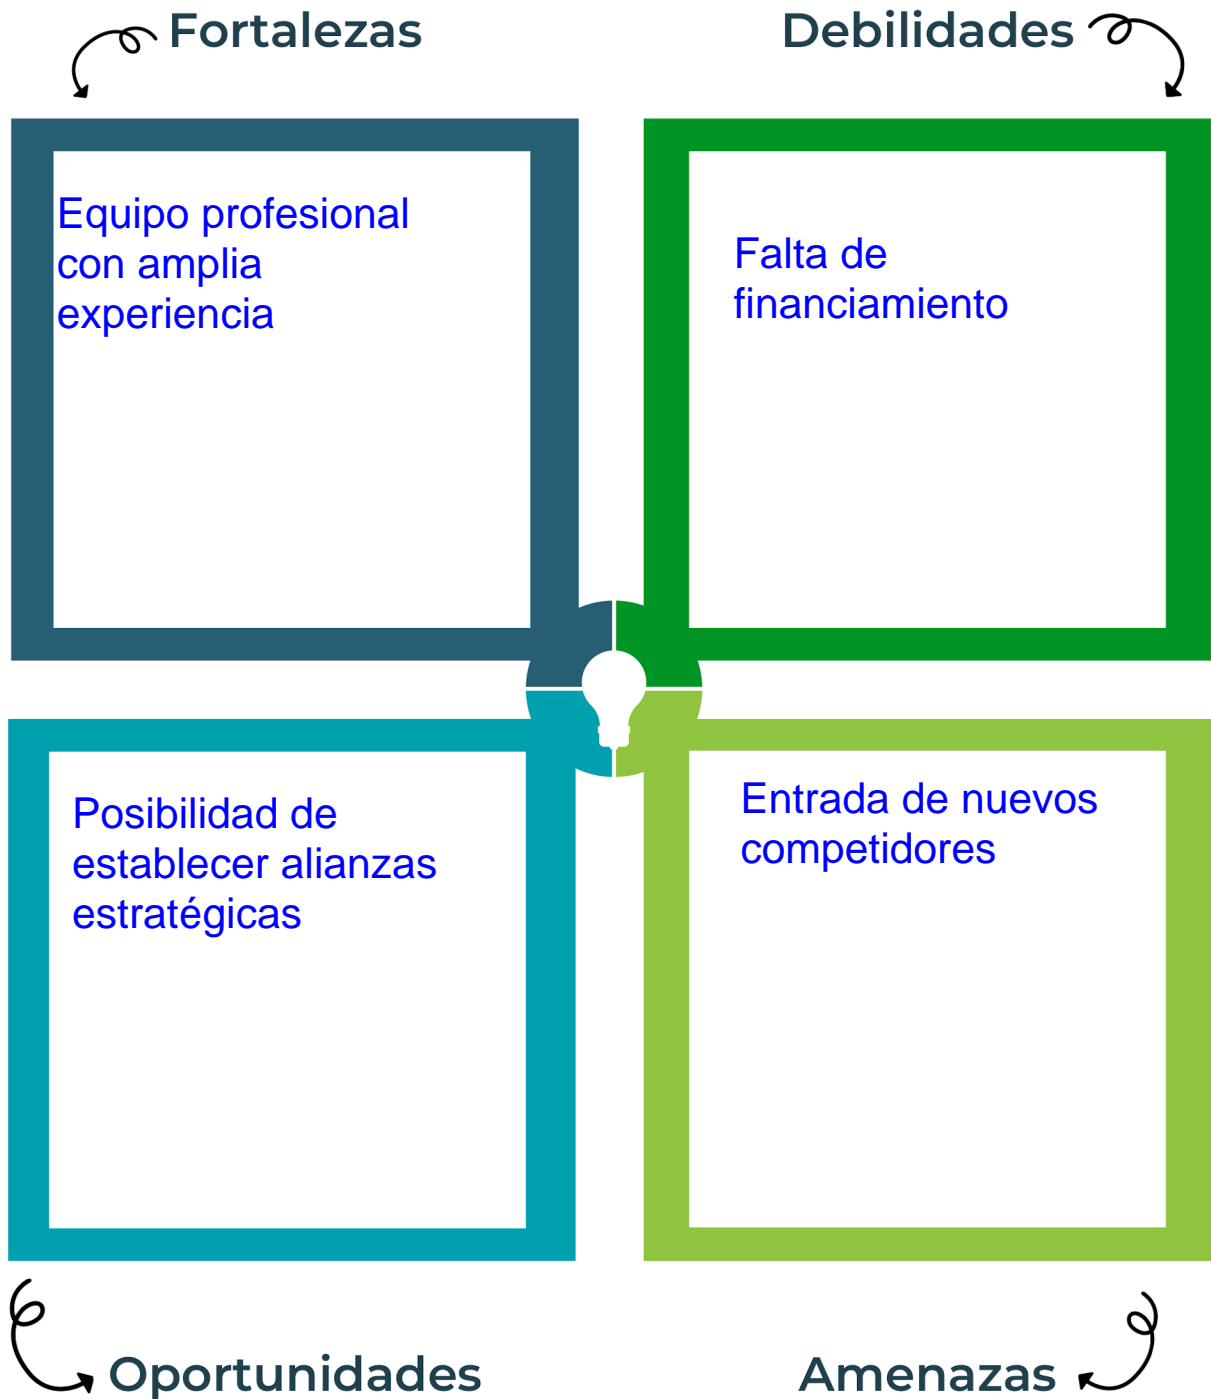 Fortalezas
Equipo profesional
con amplia
experiencia
Debilidades
Falta de
financiamiento
Posibilidad de
establecer alianzas
estratégicas
Oportunidades
Entrada de nuevos
competidores
Amenazas